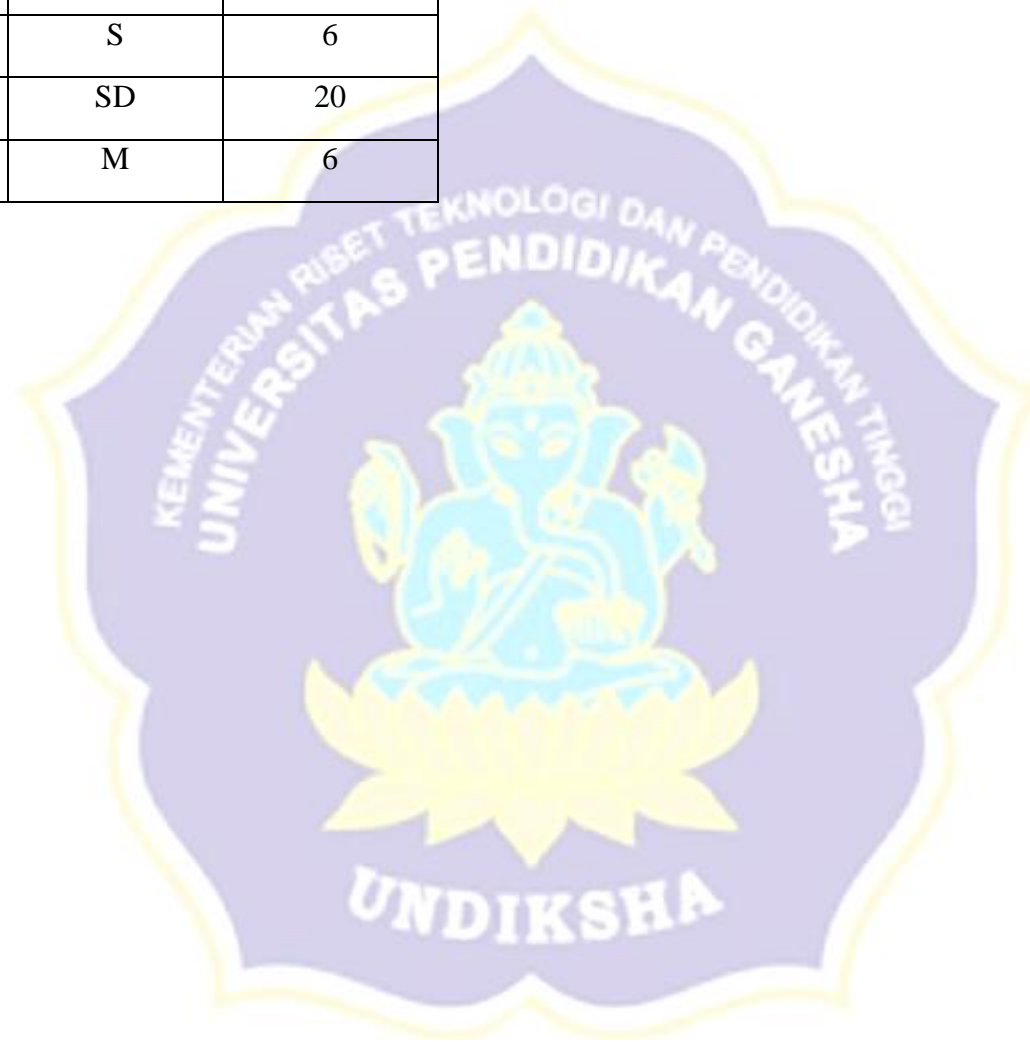 S 6
SD 20
M 6
KEMENTERIAN RISET TEKNOLOGI DAN PENDIDIKAN TINGGI
UNIVERSITAS PENDIDIKAN GANESHA
UNDIKSHA